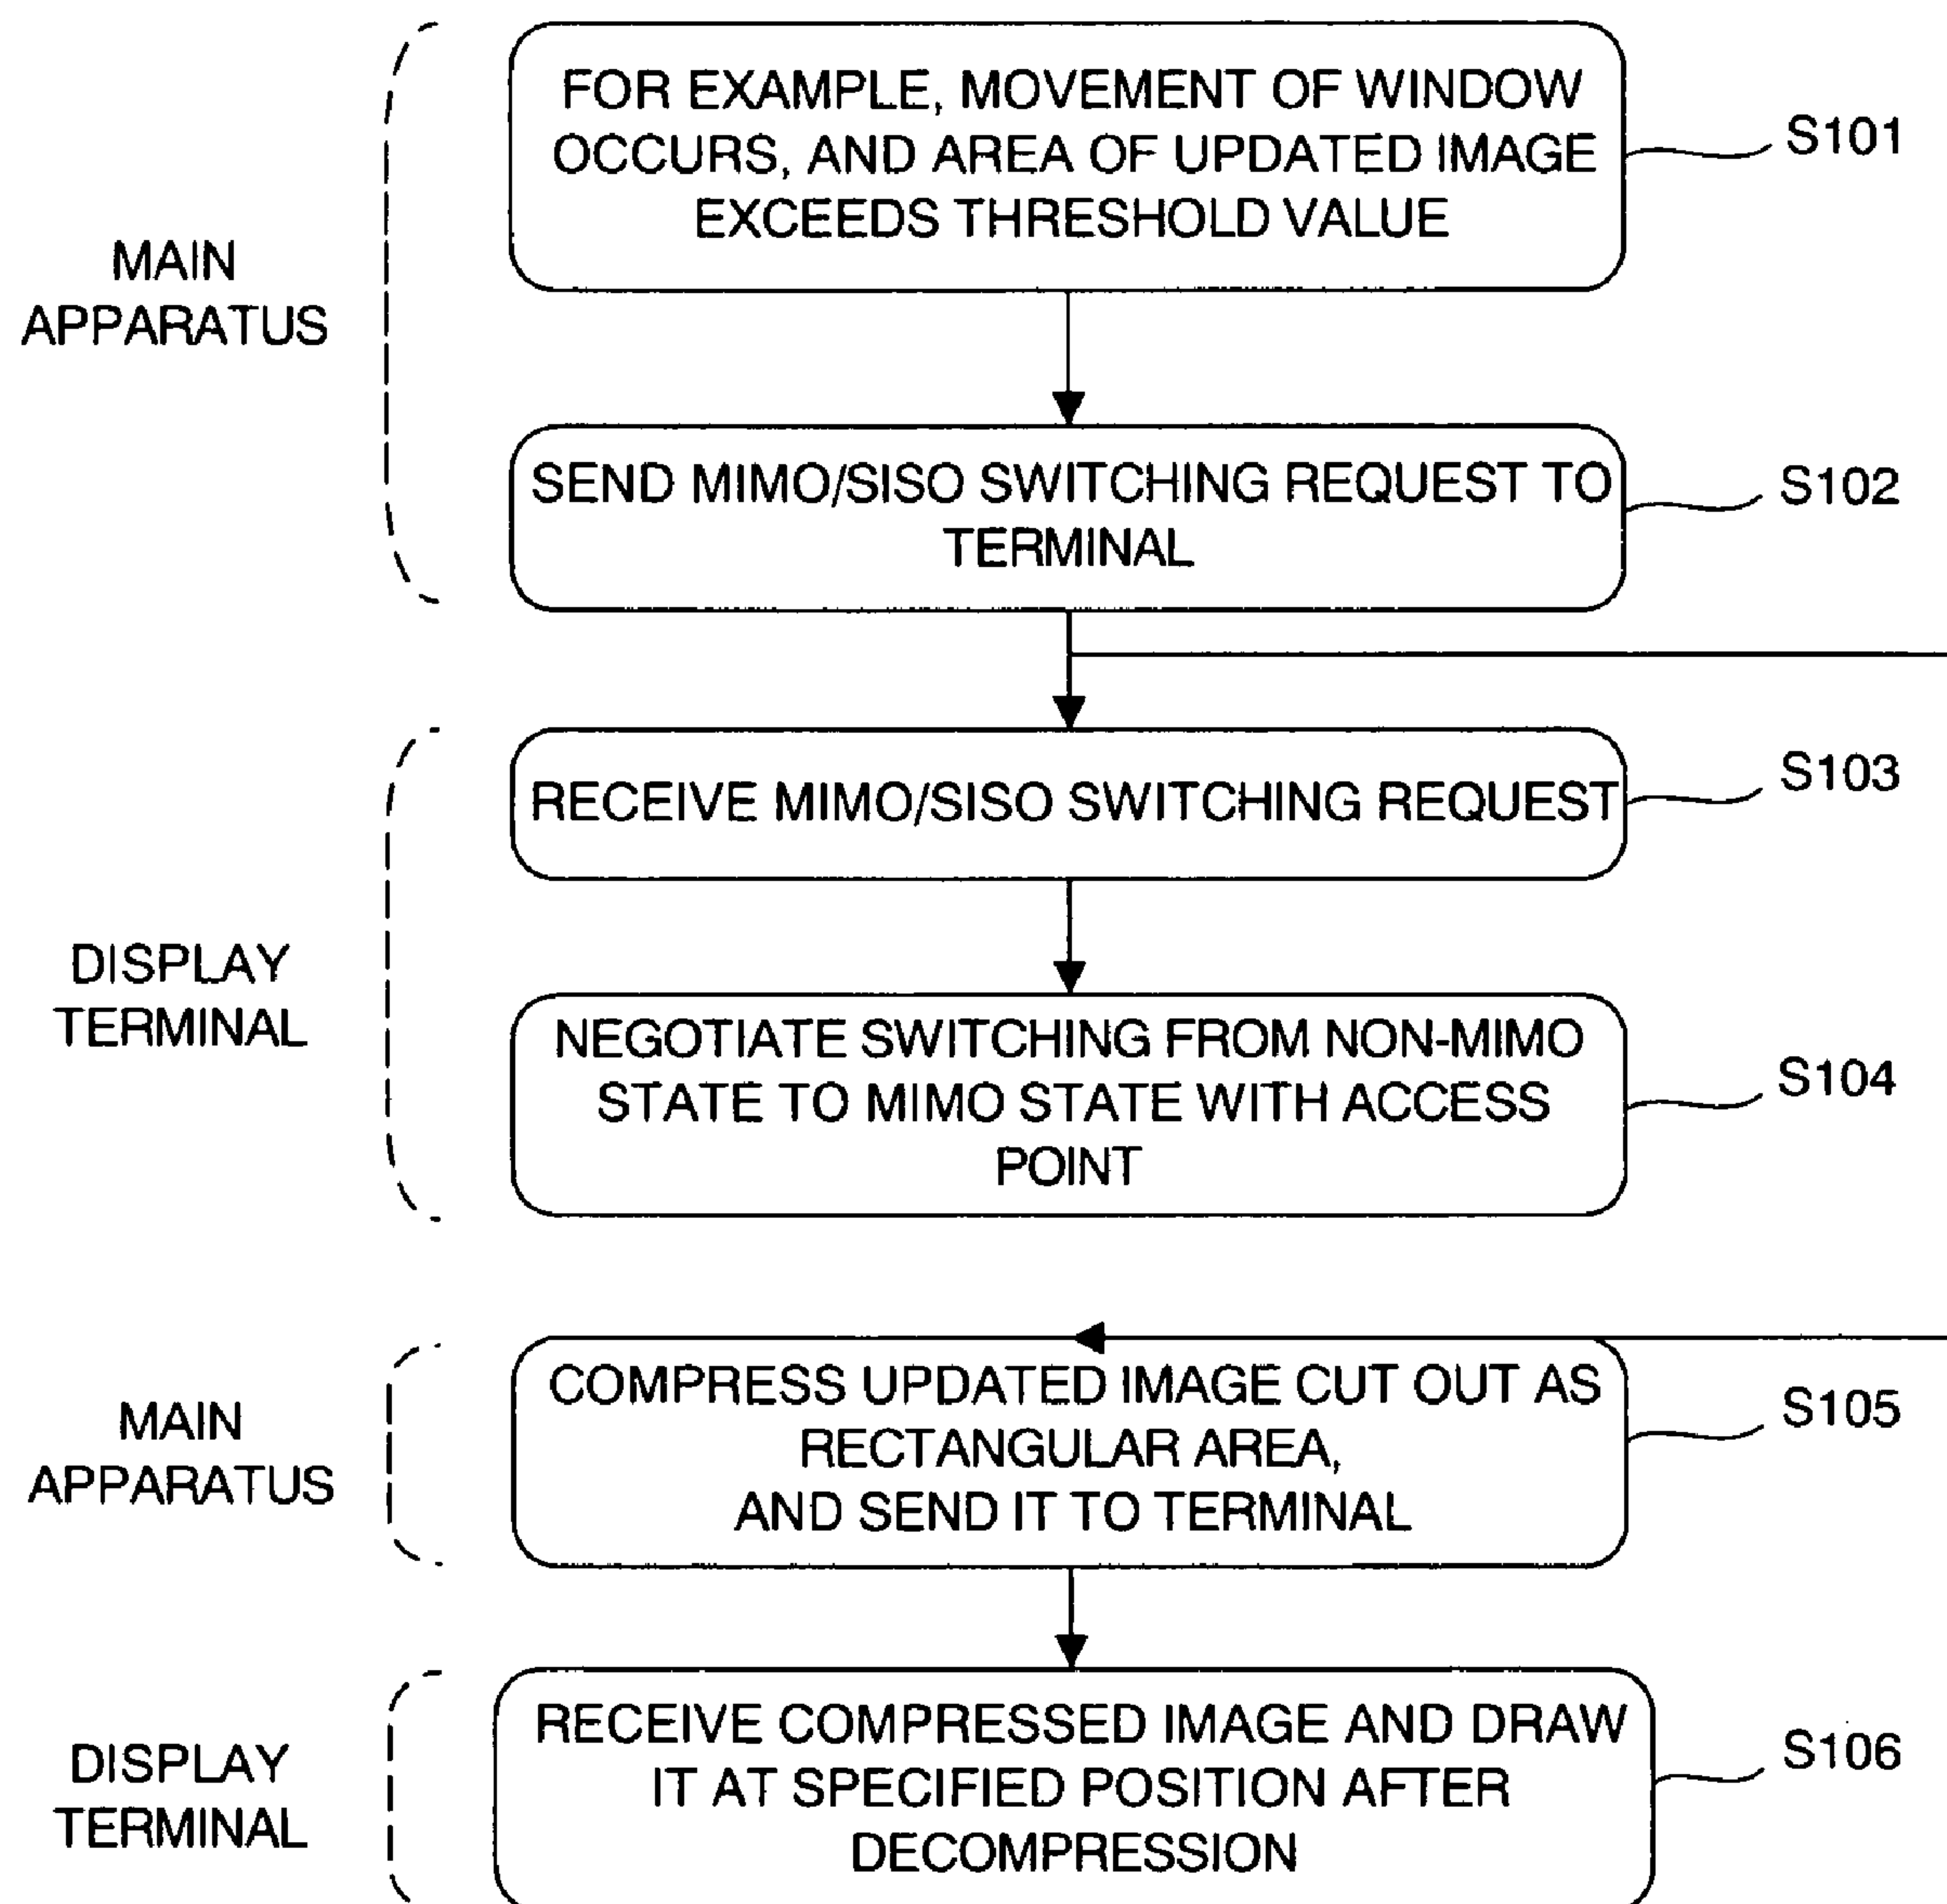 FOR EXAMPLE, MOVEMENT OF WINDOW
OCCURS, AND AREA OF UPDATED IMAGE
EXCEEDS THRESHOLD VALUE
S101
MAIN
APPARATUS
SEND MIMO/SISO SWITCHING REQUEST TO
TERMINAL
S102
RECEIVE MIMO/SISO SWITCHING REQUEST
S103
DISPLAY
TERMINAL
NEGOTIATE SWITCHING FROM NON-MIMO
STATE TO MIMO STATE WITH ACCESS
POINT
S104
MAIN
APPARATUS
COMPRESS UPDATED IMAGE CUT OUT AS
RECTANGULAR AREA,
AND SEND IT TO TERMINAL
S105
DISPLAY
TERMINAL
RECEIVE COMPRESSED IMAGE AND DRAW
IT AT SPECIFIED POSITION AFTER
DECOMPRESSION
S106